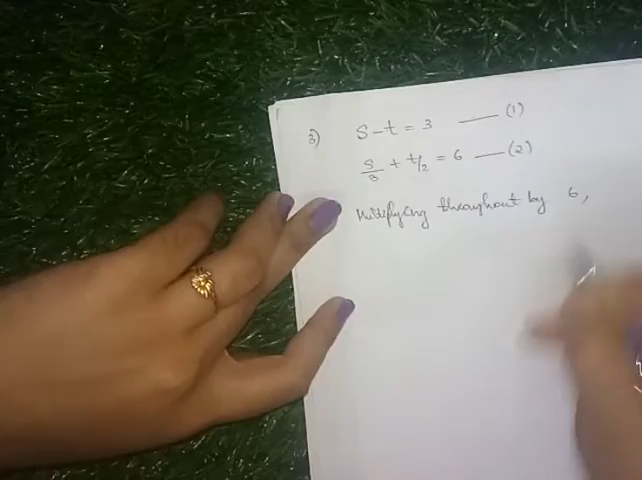 3) S - t = 3 —— (1)
S/3 + t/2 = 6 —— (2)
Multiplying throughout by 6,